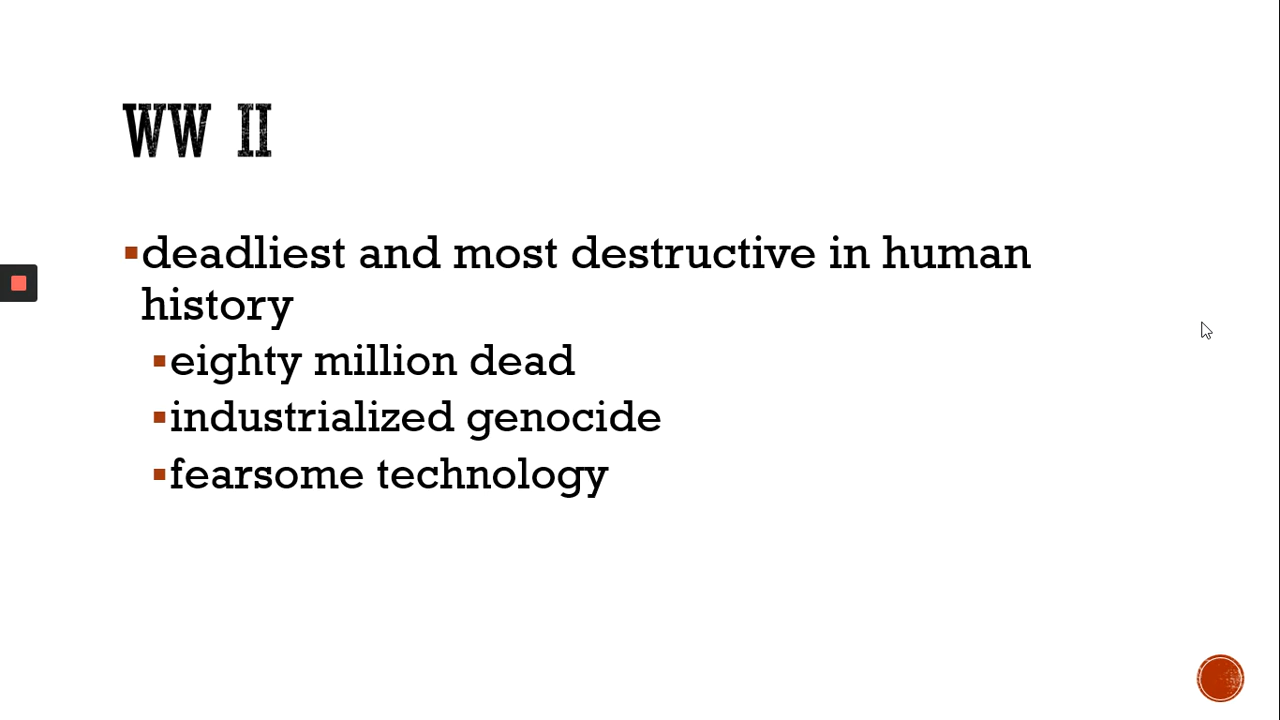 WW II
deadliest and most destructive in human
history
eighty million dead
industrialized genocide
fearsome technology